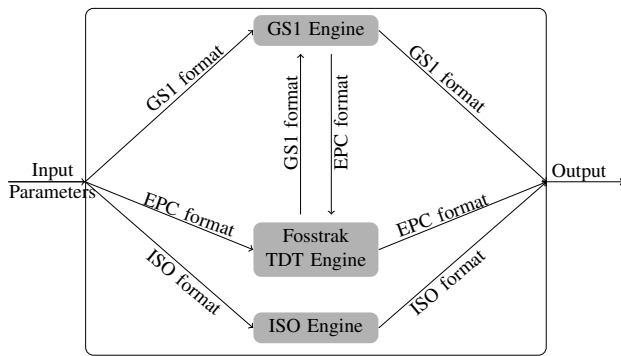 GS1 Engine
GS1 format
GS1 format
GS1 format
EPC format
Input
Parameters
Output
EPC format
EPC format
Fosstrak
TDT Engine
ISO format
ISO format
ISO Engine